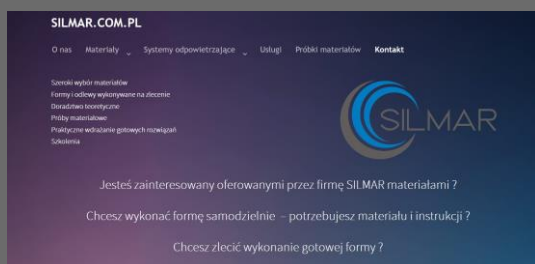 SILMAR.COM.PL
O nas Materiały Systemy odpowietrzające Usługi Próbki materiałów Kontakt
Szeroki wybór materiałów
Formy i odlewy wykonywane na zlecenie
Doradztwo teoretyczne
Próby materiałowe
Praktyczne wdrażanie gotowych rozwiązań
Szkolenia
SILMAR
Jesteś zainteresowany oferowanymi przez firmę SILMAR materiałami ?
Chcesz wykonać formę samodzielnie – potrzebujesz materiału i instrukcji ?
Chcesz zlecić wykonanie gotowej formy ?